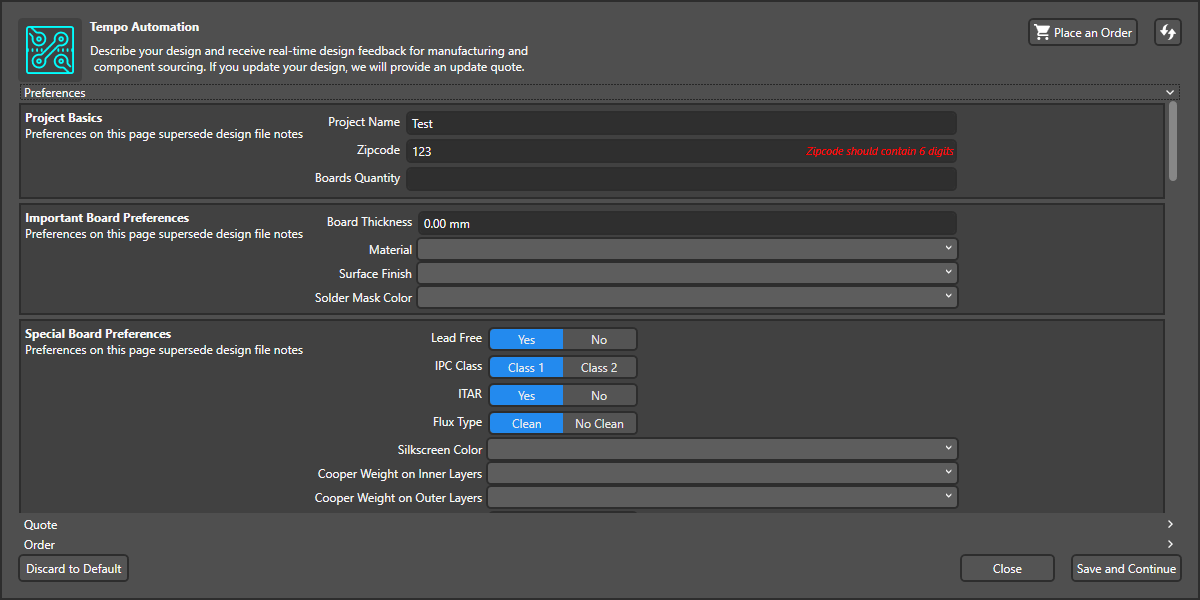 Tempo Automation
Describe your design and receive real-time design feedback for manufacturing and
component sourcing. If you update your design, we will provide an update quote.
Place an Order
Preferences
Project Basics
Preferences on this page supersede design file notes
Project Name Test
Zipcode 123 Zipcode should contain 6 digits
Boards Quantity
Important Board Preferences
Preferences on this page supersede design file notes
Board Thickness 0.00 mm
Material
Surface Finish
Solder Mask Color
Special Board Preferences
Preferences on this page supersede design file notes
Lead Free Yes No
IPC Class Class 1 Class 2
ITAR Yes No
Flux Type Clean No Clean
Silkscreen Color
Cooper Weight on Inner Layers
Cooper Weight on Outer Layers
Quote
Order
Discard to Default Close Save and Continue